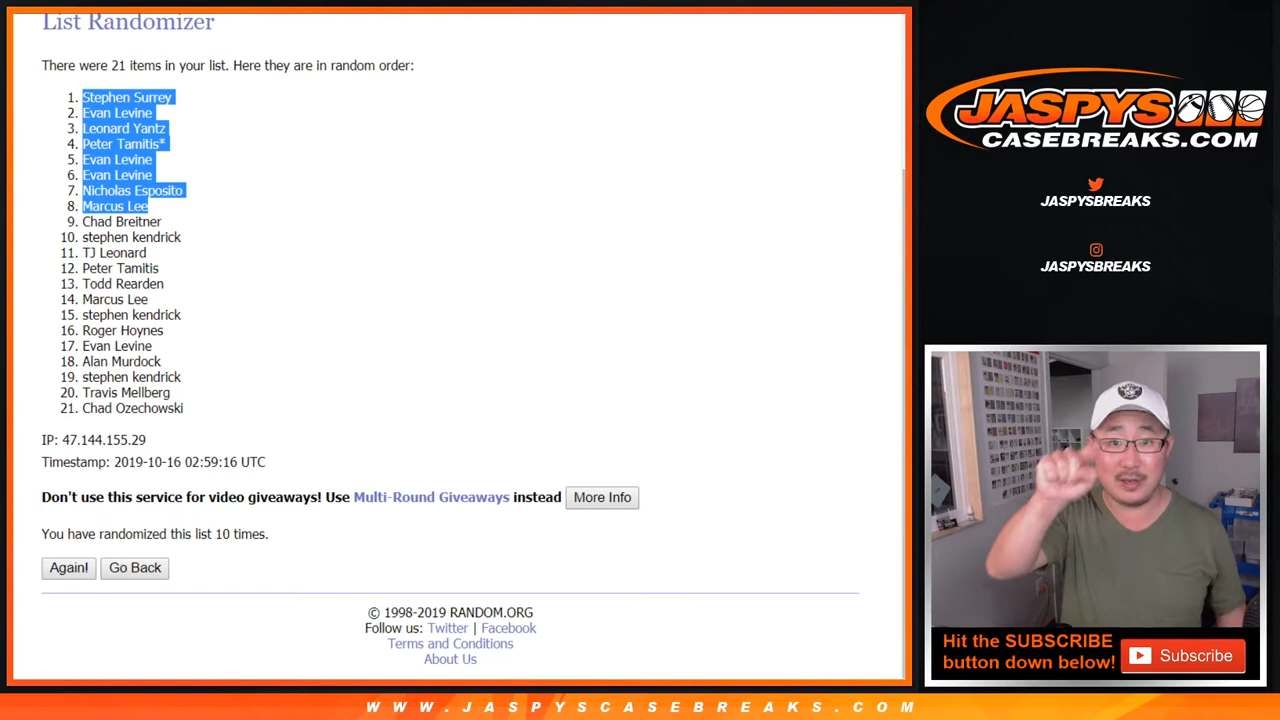 List Randomizer
There were 21 items in your list. Here they are in random order:
1. Stephen Surrey
2. Evan Levine
3. Leonard Yantz
4. Peter Tamitis*
5. Evan Levine
6. Evan Levine
7. Nicholas Esposito
8. Marcus Lee
9. Chad Breitner
10. stephen kendrick
11. TJ Leonard
12. Peter Tamitis
13. Todd Rearden
14. Marcus Lee
15. stephen kendrick
16. Roger Hoynes
17. Evan Levine
18. Alan Murdock
19. stephen kendrick
20. Travis Mellberg
21. Chad Ozechowski
IP: 47.144.155.29
Timestamp: 2019-10-16 02:59:16 UTC
Don't use this service for video giveaways! Use Multi-Round Giveaways instead More Info
You have randomized this list 10 times.
Again! Go Back
© 1998-2019 RANDOM.ORG
Follow us: Twitter | Facebook
Terms and Conditions
About Us
JASPYS
CASEBREAKS.COM
JASPYSBREAKS
JASPYSBREAKS
Hit the SUBSCRIBE
button down below!
Subscribe
WWW.JASPYSCASEBREAKS.COM